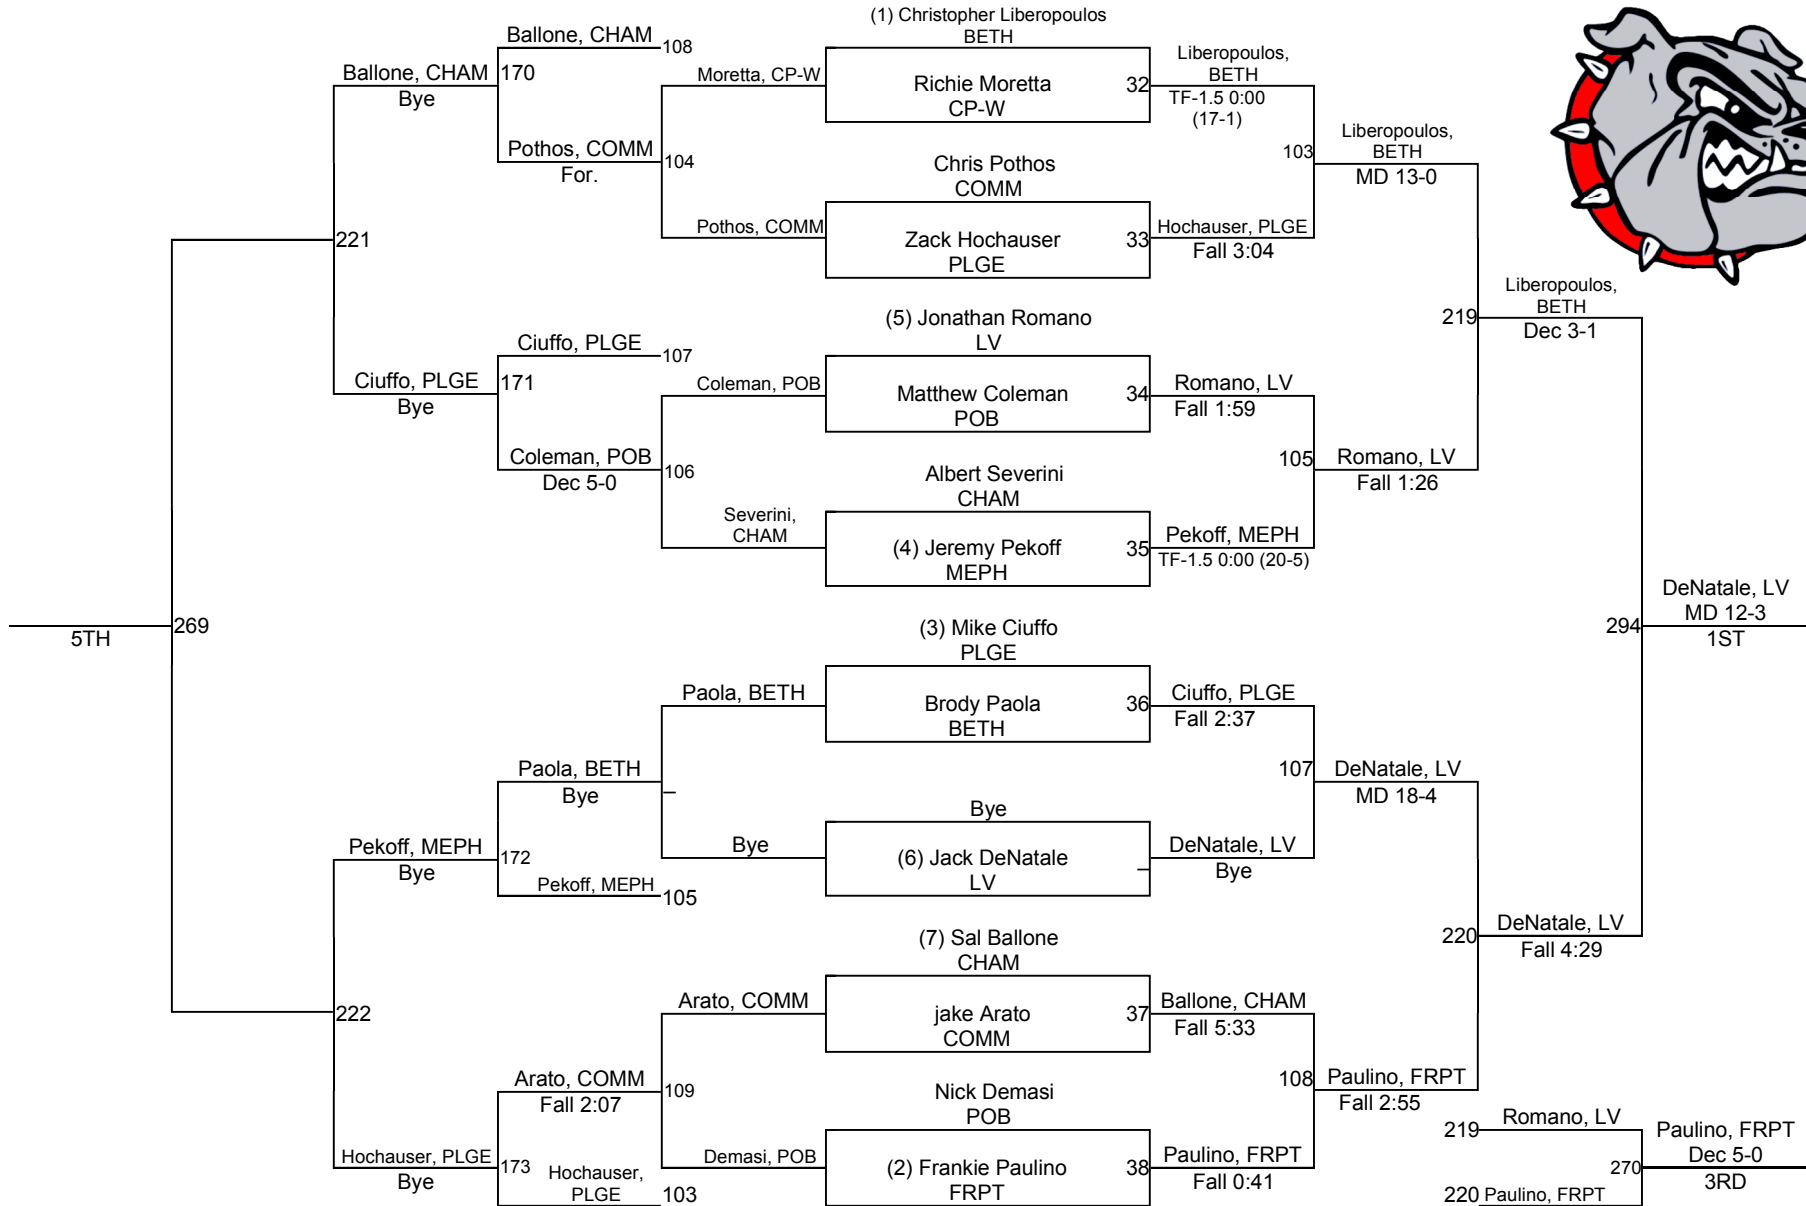 (1) Christopher Liberopoulos
BETH
Ballone, CHAM
108
Liberopoulos,
BETH
Ballone, CHAM
170
Moretta, CP-W
Richie Moretta
CP-W
32
Bye
TF-1.5 0:00
(17-1)
Liberopoulos,
BETH
Pothos, COMM
104
103
For.
Chris Pothos
COMM
MD 13-0
Pothos, COMM
Zack Hochauser
PLGE
33
Hochauser, PLGE
Fall 3:04
221
Liberopoulos,
BETH
(5) Jonathan Romano
LV
219
Dec 3-1
Ciuffo, PLGE
107
Ciuffo, PLGE
171
Coleman, POB
Matthew Coleman
POB
34
Romano, LV
Bye
Fall 1:59
Coleman, POB
106
105
Romano, LV
Dec 5-0
Albert Severini
CHAM
Fall 1:26
Severini,
CHAM
(4) Jeremy Pekoff
MEPH
35
Pekoff, MEPH
TF-1.5 0:00 (20-5)
DeNatale, LV
MD 12-3
269
294
5TH
1ST
(3) Mike Ciuffo
PLGE
Paola, BETH
Brody Paola
BETH
36
Ciuffo, PLGE
Fall 2:37
Paola, BETH
107
DeNatale, LV
Bye
MD 18-4
Bye
Pekoff, MEPH
172
Bye
(6) Jack DeNatale
LV
DeNatale, LV
Bye
Bye
Pekoff, MEPH
105
(7) Sal Ballone
CHAM
220
DeNatale, LV
Fall 4:29
222
Arato, COMM
jake Arato
COMM
37
Ballone, CHAM
Fall 5:33
Arato, COMM
109
108
Paulino, FRPT
Fall 2:07
Nick Demasi
POB
Fall 2:55
219
Romano, LV
Paulino, FRPT
Dec 5-0
Hochauser, PLGE
173
Demasi, POB
(2) Frankie Paulino
FRPT
38
Paulino, FRPT
270
Bye
Hochauser,
PLGE
103
Fall 0:41
3RD
220
Paulino, FRPT